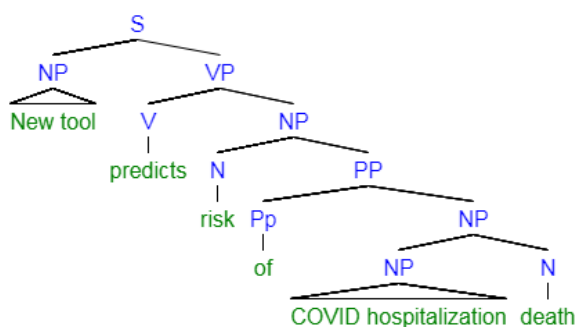 S
NP VP
New tool V NP
predicts N PP
risk Pp NP
of NP N
COVID hospitalization death